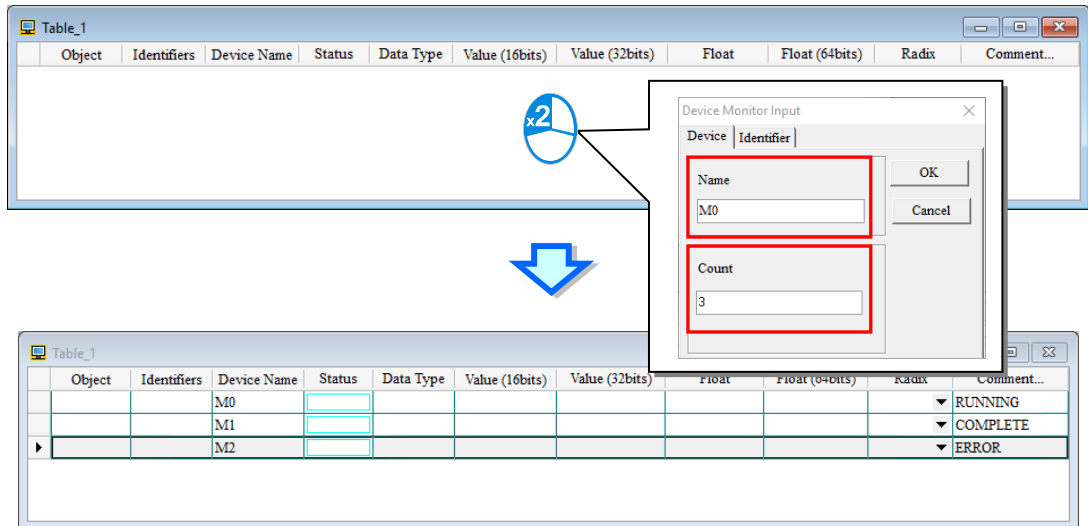 Table_1
Object Identifiers Device Name Status Data Type Value (16bits) Value (32bits) Float Float (64bits) Radix Comment...
x2
Device Monitor Input
Device Identifier
Name
OK
M0
Cancel
Count
3
Table_1
Object Identifiers Device Name Status Data Type Value (16bits) Value (32bits) Float Float (64bits) Radix Comment...
M0 RUNNING
M1 COMPLETE
M2 ERROR